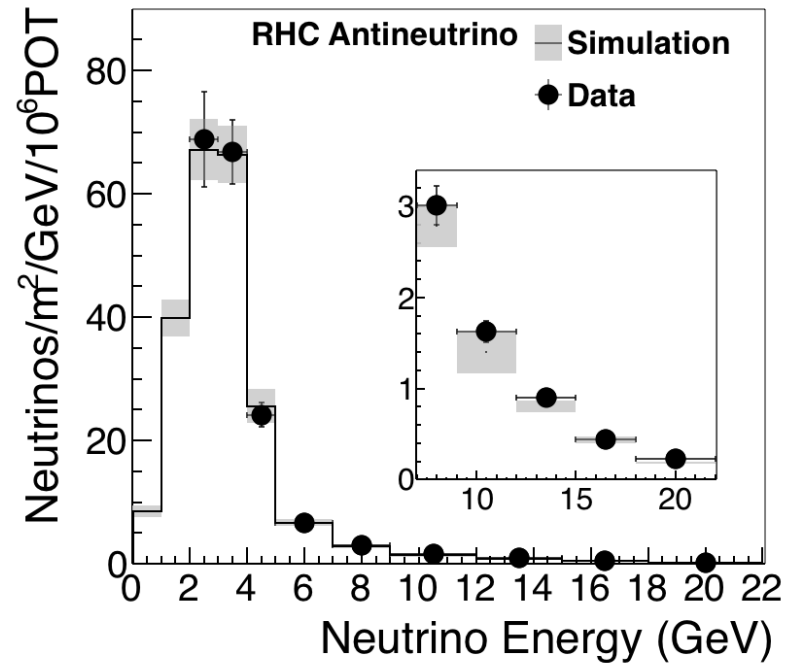 RHC Antineutrino
Simulation
Data
Neutrinos/m²/GeV/10⁶POT
80
60
40
20
0
3
2
1
0
10 15 20
0 2 4 6 8 10 12 14 16 18 20 22
Neutrino Energy (GeV)